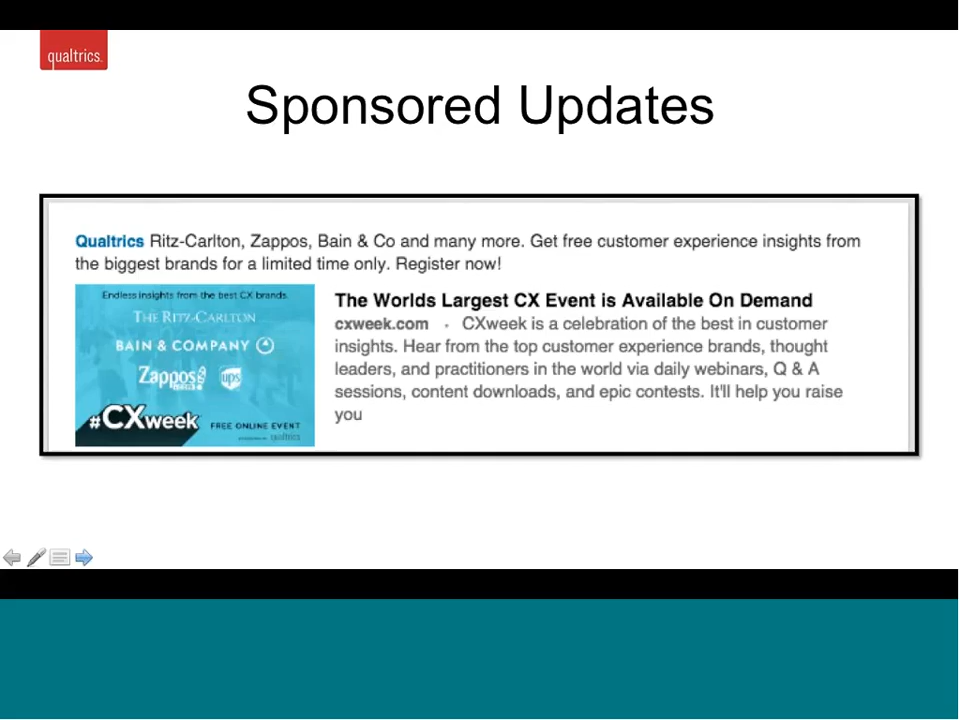 qualtrics.
Sponsored Updates
Qualtrics Ritz-Carlton, Zappos, Bain & Co and many more. Get free customer experience insights from
the biggest brands for a limited time only. Register now!
Endless insights from the best CX brands.
THE RITZ-CARLTON
BAIN & COMPANY
Zappos
.COM
ups
#CXweek FREE ONLINE EVENT
qualtrics
The Worlds Largest CX Event is Available On Demand
cxweek.com · CXweek is a celebration of the best in customer
insights. Hear from the top customer experience brands, thought
leaders, and practitioners in the world via daily webinars, Q & A
sessions, content downloads, and epic contests. It'll help you raise
you